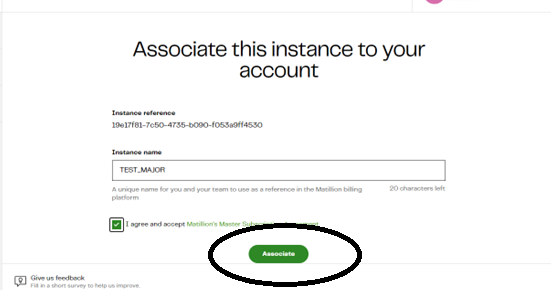 Associate this instance to your
account
Instance reference
19e17f81-7c50-4735-b090-f053a9ff4530
Instance name
TEST_MAJOR
A unique name for you and your team to use as a reference in the Matillion billing
platform
20 characters left
I agree and accept Matillion's Master
Associate
Give us feedback
Fill in a short survey to help us improve.